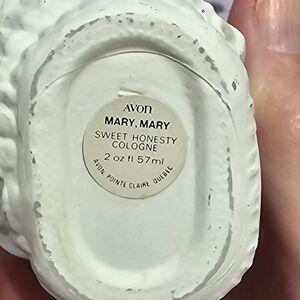 AVON
MARY, MARY
SWEET HONESTY
COLOGNE
2 oz fl 57ml
AVON POINTE CLAIRE, QUEBEC